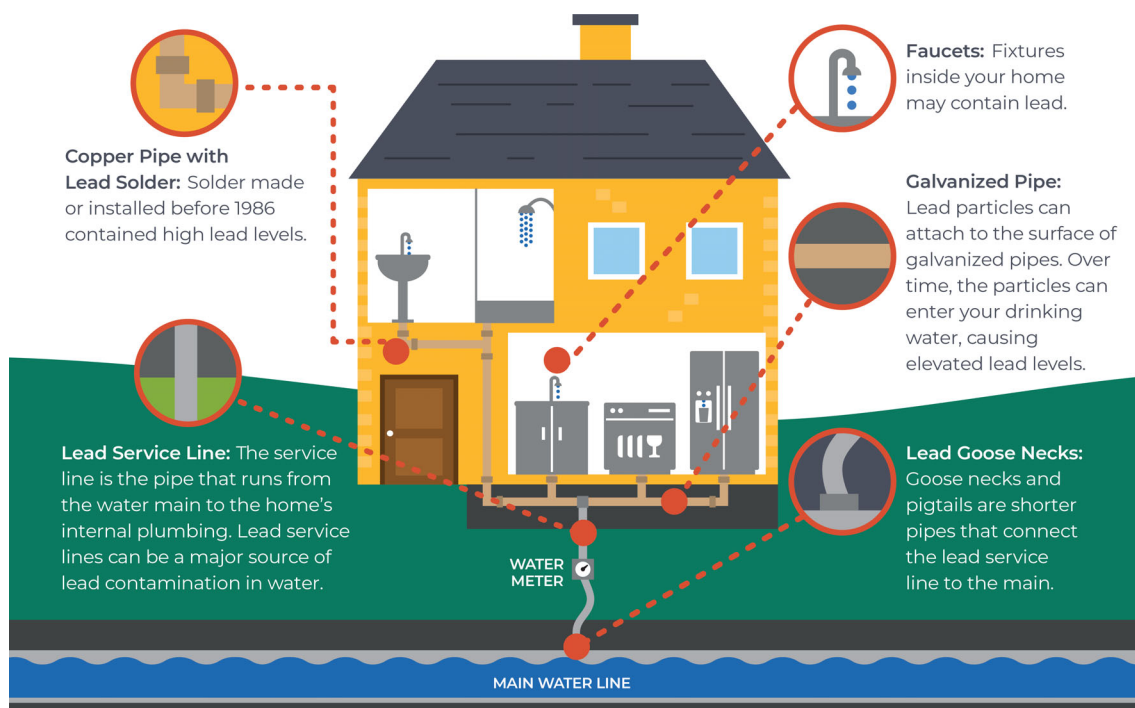 Copper Pipe with
Lead Solder: Solder made
or installed before 1986
contained high lead levels.
Faucets: Fixtures
inside your home
may contain lead.
Galvanized Pipe:
Lead particles can
attach to the surface of
galvanized pipes. Over
time, the particles can
enter your drinking
water, causing
elevated lead levels.
Lead Service Line: The service
line is the pipe that runs from
the water main to the home’s
internal plumbing. Lead service
lines can be a major source of
lead contamination in water.
WATER
METER
Lead Goose Necks:
Goose necks and
pigtails are shorter
pipes that connect
the lead service
line to the main.
MAIN WATER LINE